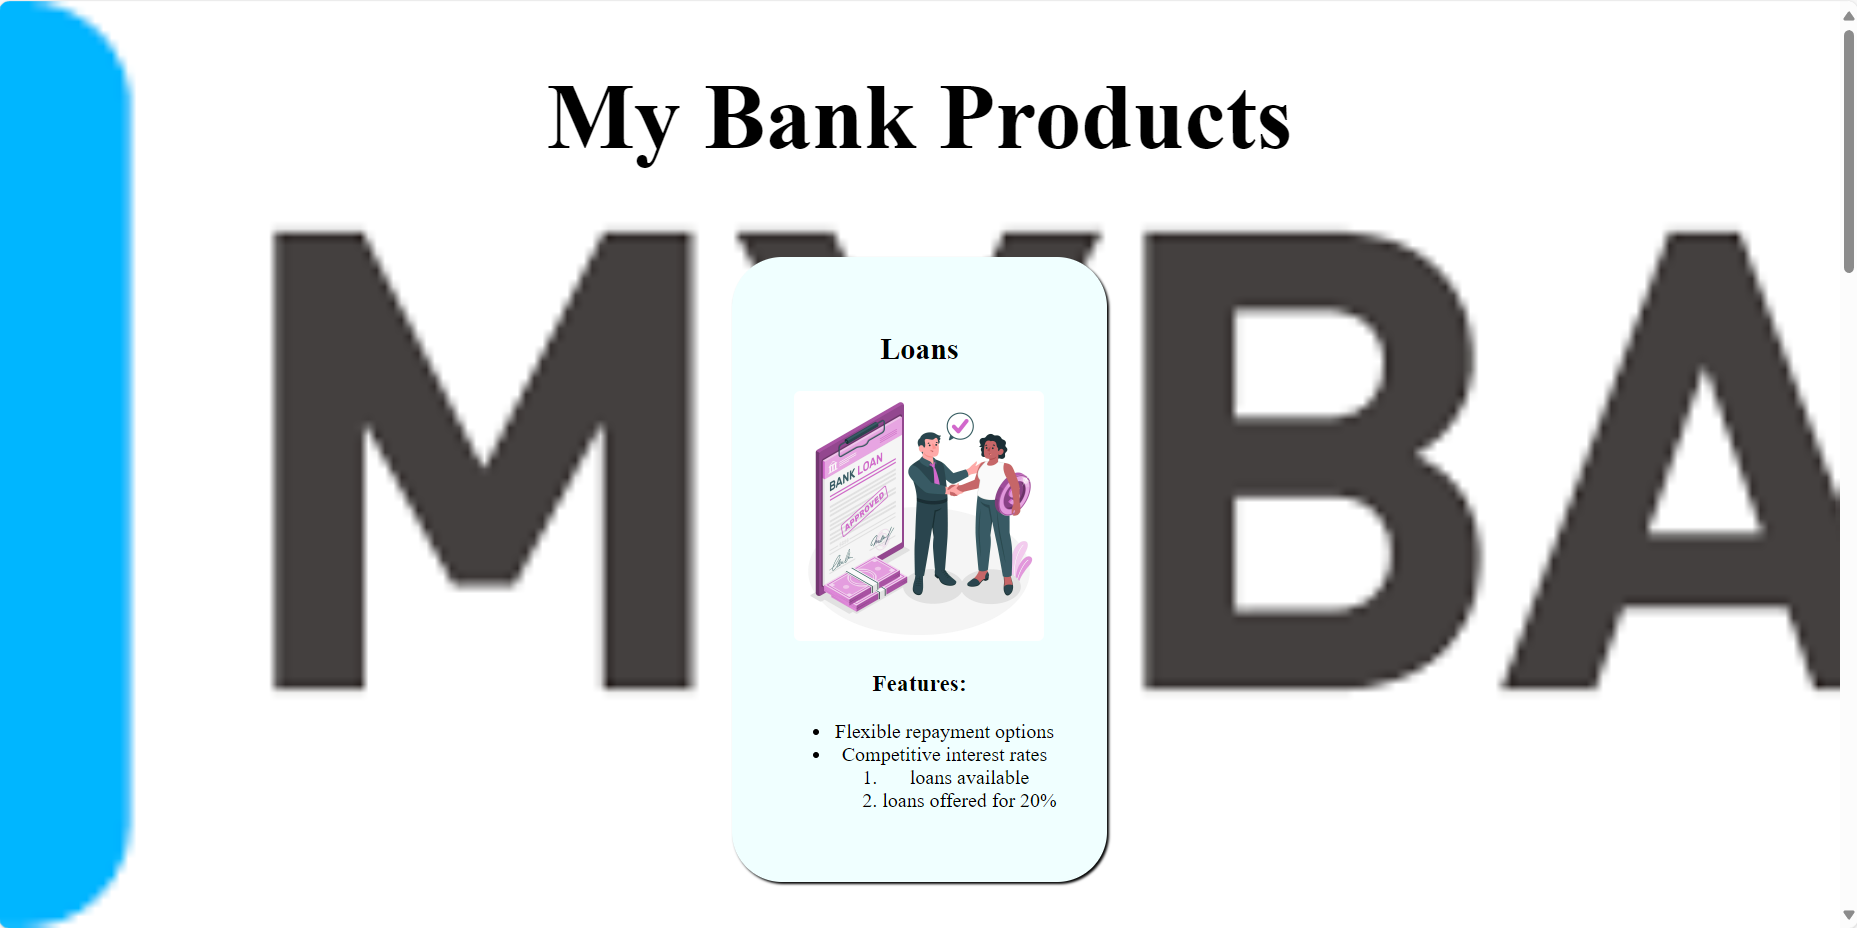 My Bank Products
MYBA
Loans
BANK LOAN
APPROVED
Features:
• Flexible repayment options
• Competitive interest rates
1. loans available
2. loans offered for 20%